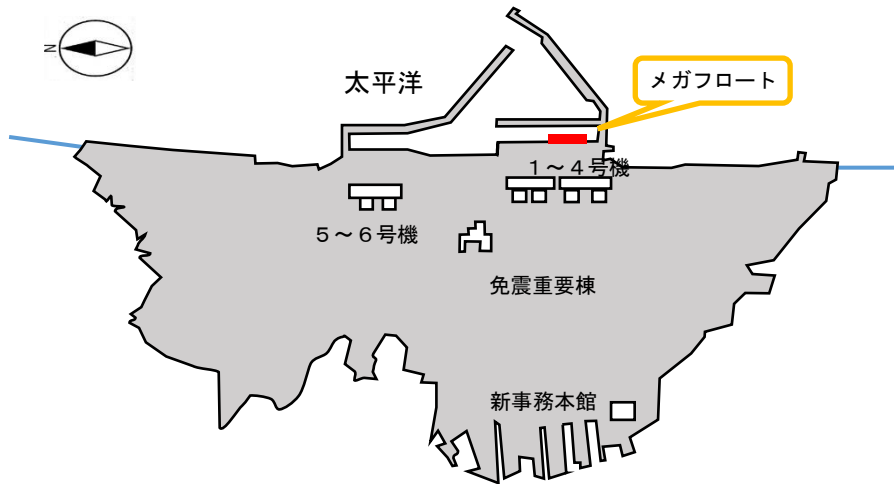 N
太平洋
メガフロート
１～４号機
５～６号機
免震重要棟
新事務本館